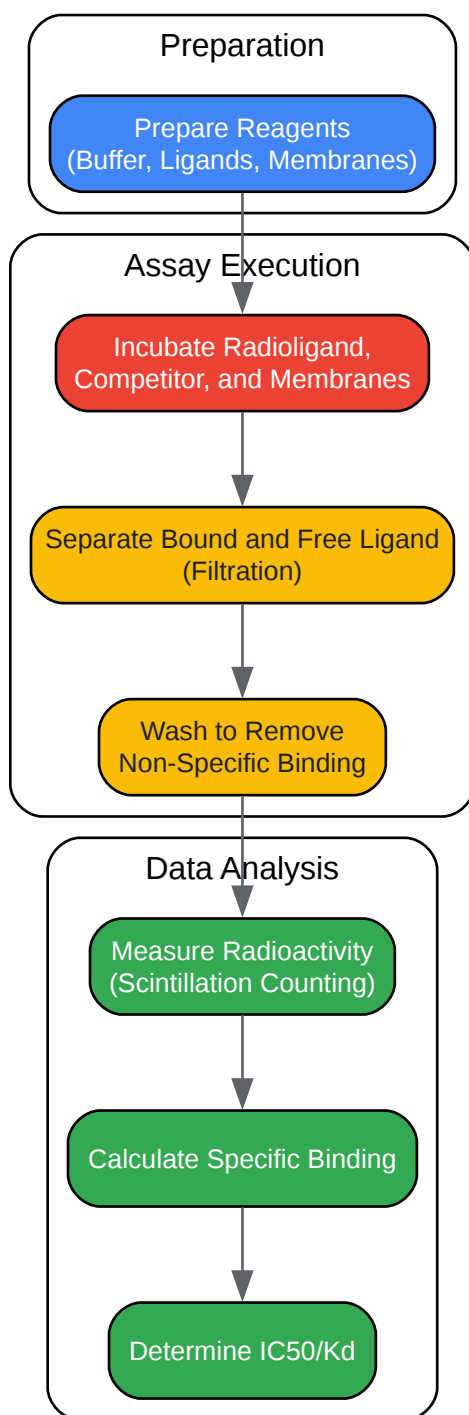 Preparation
Prepare Reagents
(Buffer, Ligands, Membranes)
Assay Execution
Incubate Radioligand,
Competitor, and Membranes
Separate Bound and Free Ligand
(Filtration)
Wash to Remove
Non-Specific Binding
Data Analysis
Measure Radioactivity
(Scintillation Counting)
Calculate Specific Binding
Determine IC50/Kd